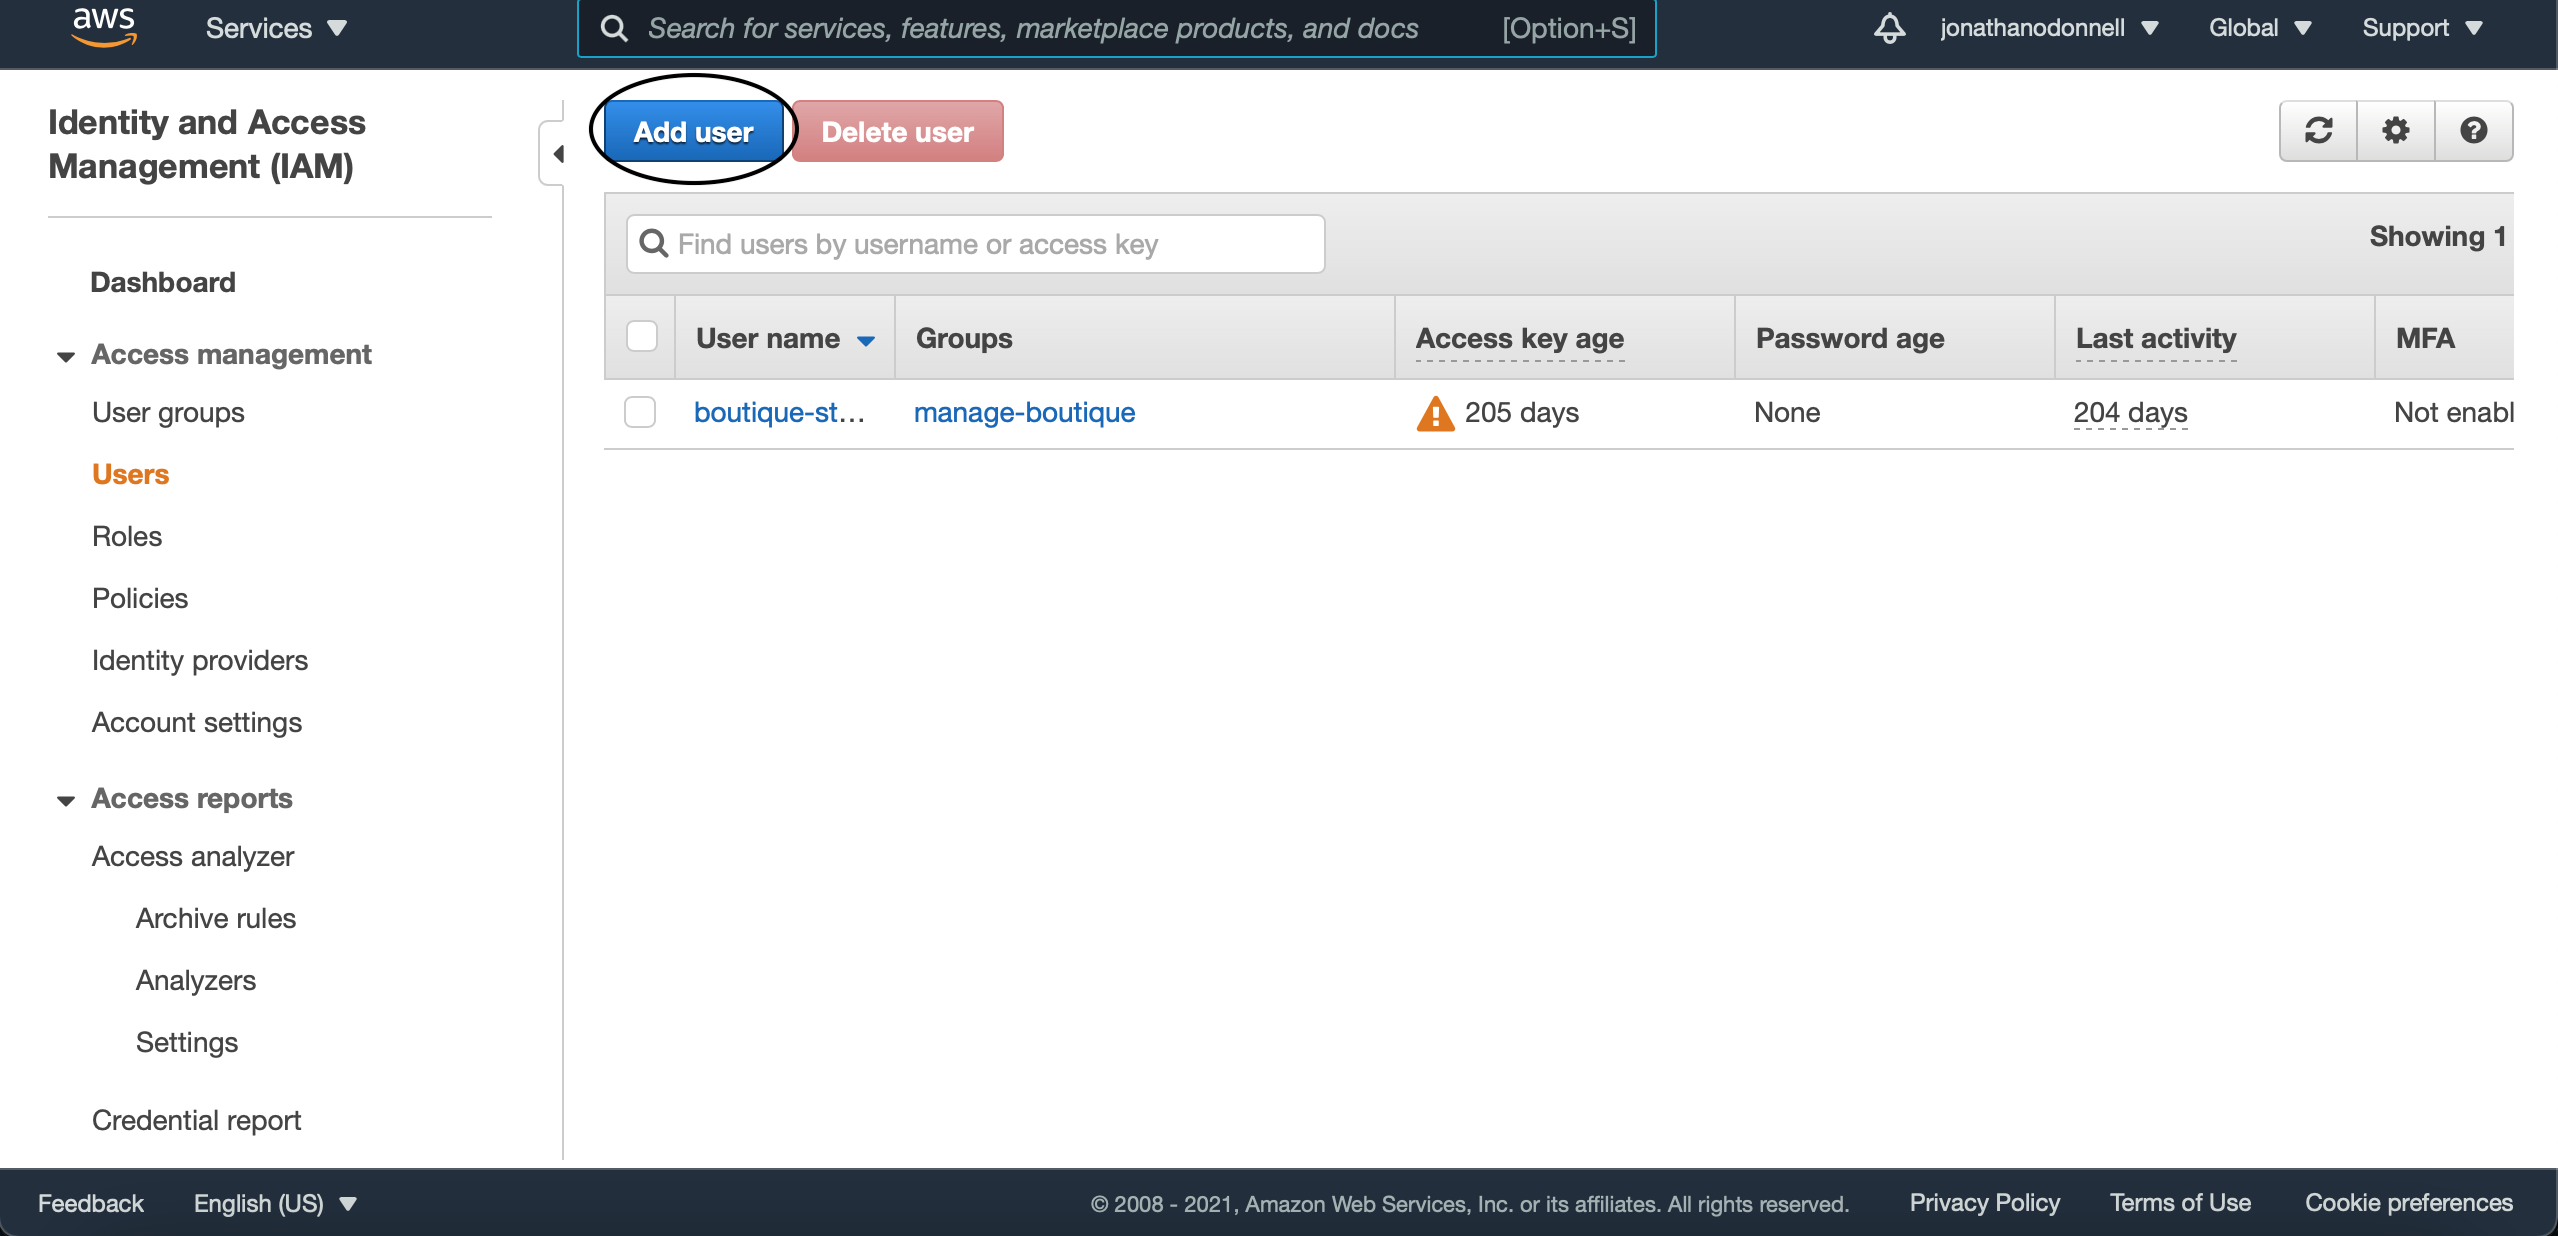 aws
Services
Search for services, features, marketplace products, and docs [Option+S]
jonathanodonnell
Global
Support
Identity and Access
Management (IAM)
Dashboard
Access management
User groups
Users
Roles
Policies
Identity providers
Account settings
Access reports
Access analyzer
Archive rules
Analyzers
Settings
Credential report
Add user
Delete user
Find users by username or access key
Showing 1
User name Groups Access key age Password age Last activity MFA
boutique-st... manage-boutique 205 days None 204 days Not enabl
Feedback English (US) © 2008 - 2021, Amazon Web Services, Inc. or its affiliates. All rights reserved. Privacy Policy Terms of Use Cookie preferences